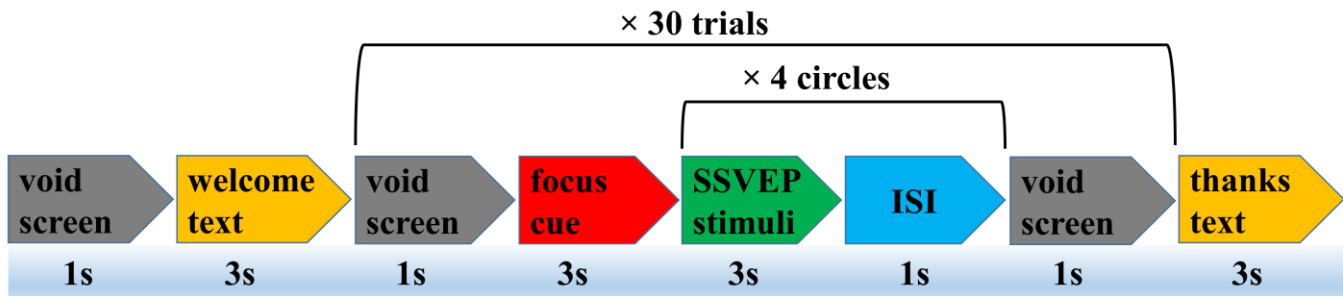 × 30 trials
× 4 circles
void
screen
welcome
text
void
screen
focus
cue
SSVEP
stimuli
ISI
void
screen
thanks
text
1s 3s 1s 3s 3s 1s 1s 3s